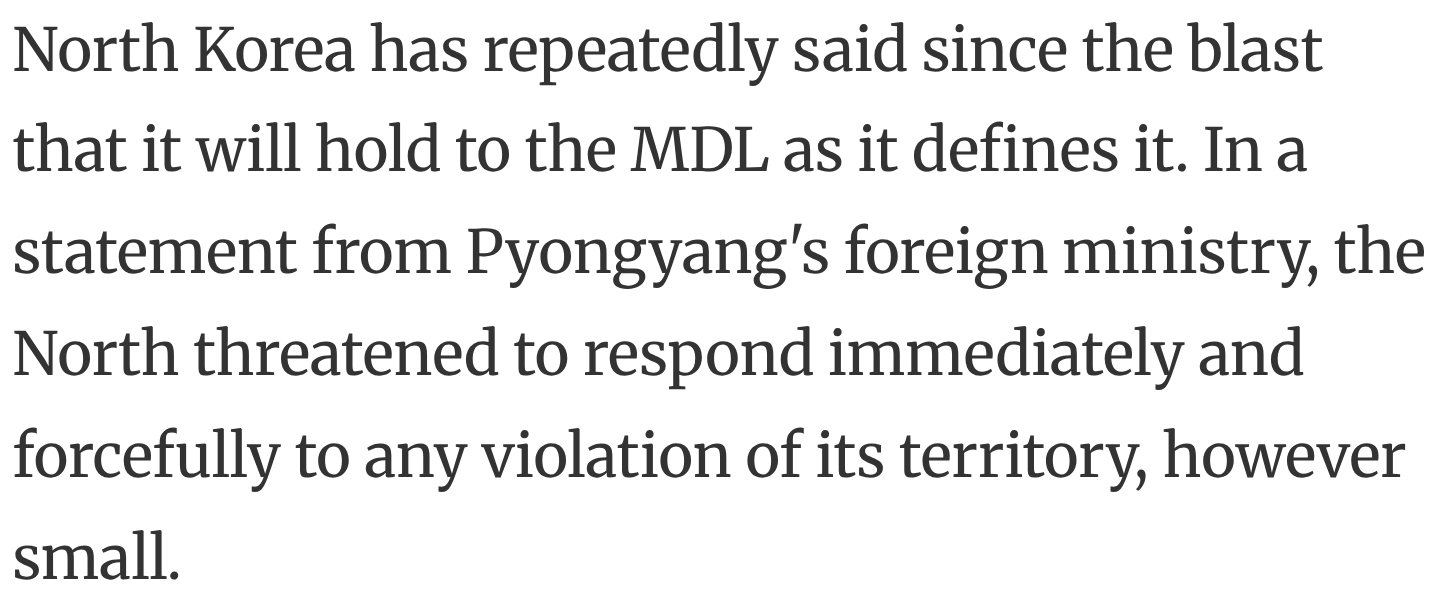 North Korea has repeatedly said since the blast
that it will hold to the MDL as it defines it. In a
statement from Pyongyang's foreign ministry, the
North threatened to respond immediately and
forcefully to any violation of its territory, however
small.